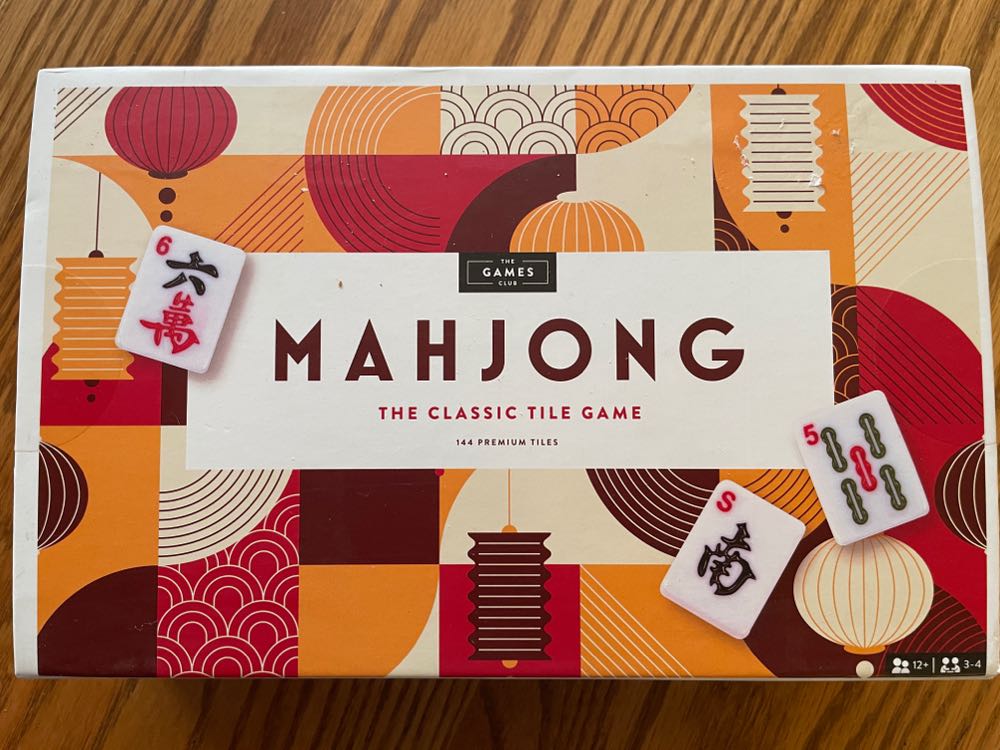 THE
GAMES
CLUB
6
六
萬
MAHJONG
THE CLASSIC TILE GAME
144 PREMIUM TILES
5
S
南
12+ | 3-4